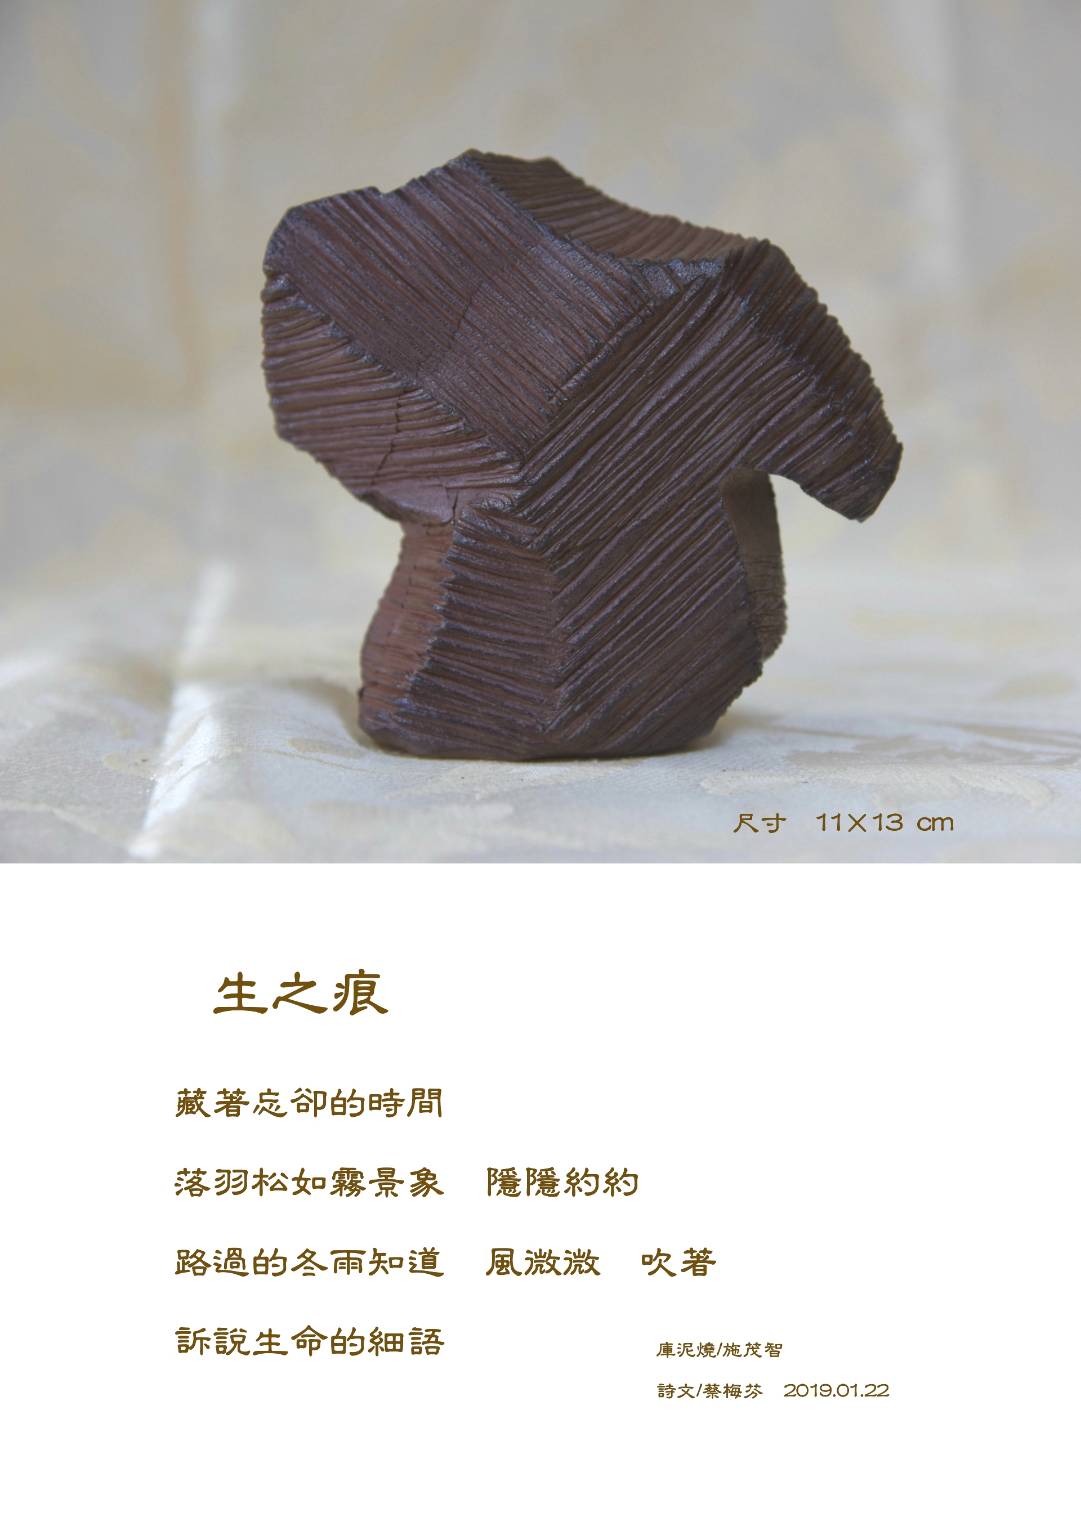 尺寸　11×13 cm
生之痕
藏著忘卻的時間
落羽松如霧景象　隱隱約約
路過的冬雨知道　風微微　吹著
訴說生命的細語
庫泥燒/施茂智
詩文/蔡梅芬　2019.01.22